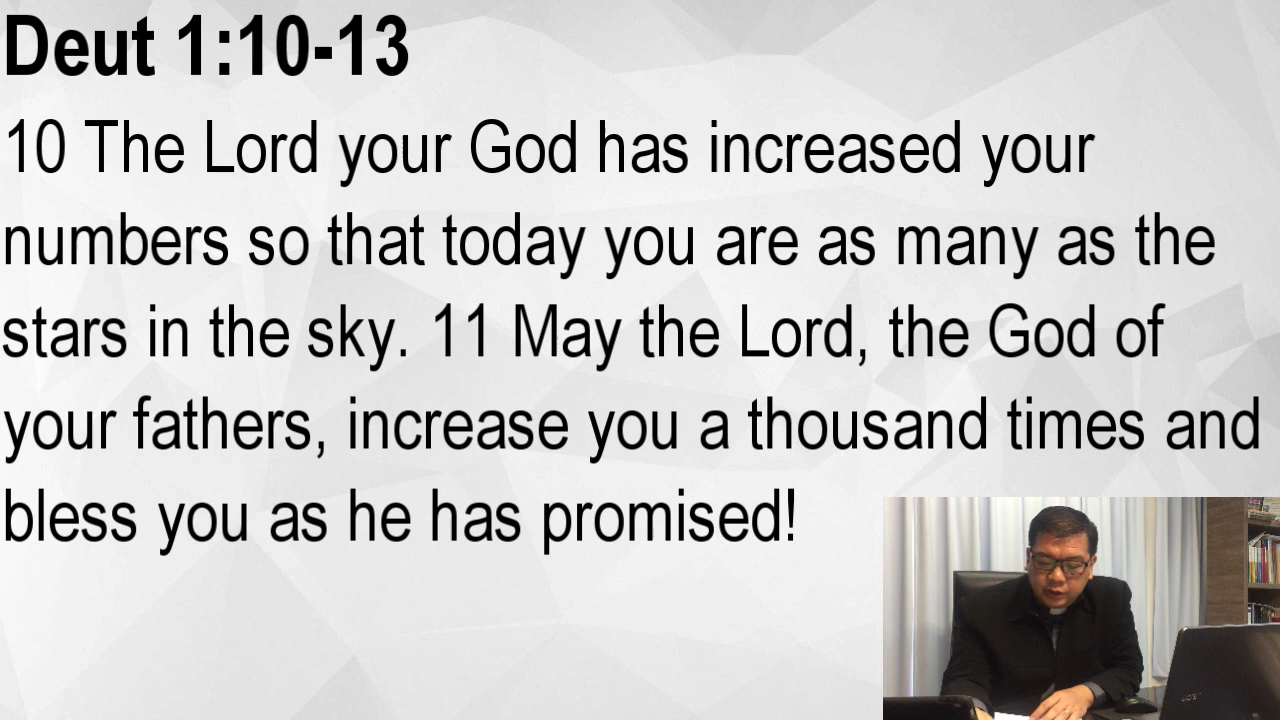 Deut 1:10-13
10 The Lord your God has increased your
numbers so that today you are as many as the
stars in the sky. 11 May the Lord, the God of
your fathers, increase you a thousand times and
bless you as he has promised!